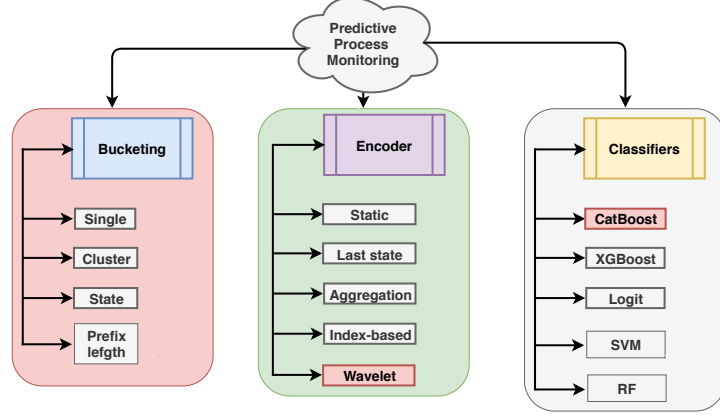 Predictive
Process
Monitoring
Bucketing
Single
Cluster
State
Prefix
lefgth
Encoder
Static
Last state
Aggregation
Index-based
Wavelet
Classifiers
CatBoost
XGBoost
Logit
SVM
RF